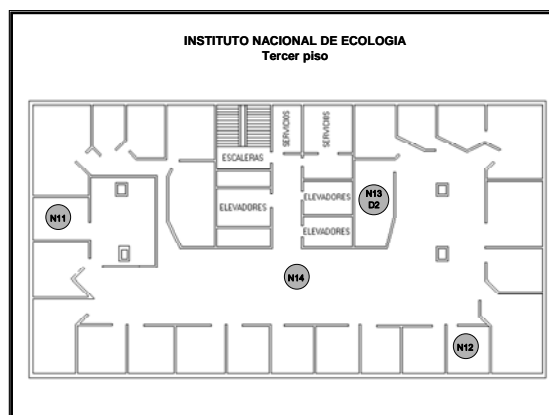 INSTITUTO NACIONAL DE ECOLOGIA
Tercer piso
SERVICIOS
SERVICIOS
ESCALERAS
ELEVADORES
ELEVADORES
ELEVADORES
N13
D2
N11
N14
N12